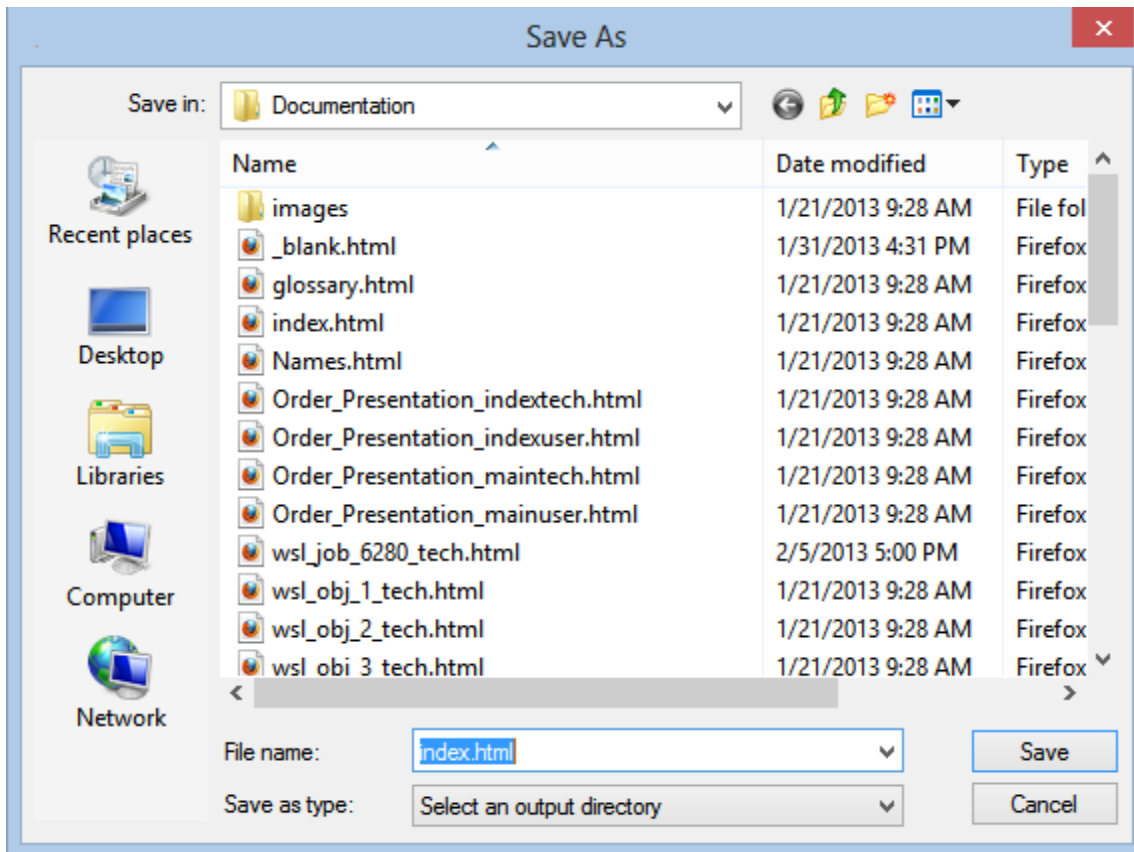 Save As
Save in: Documentation
Name Date modified Type
images 1/21/2013 9:28 AM File fol
_blank.html 1/31/2013 4:31 PM Firefox
glossary.html 1/21/2013 9:28 AM Firefox
index.html 1/21/2013 9:28 AM Firefox
Names.html 1/21/2013 9:28 AM Firefox
Order_Presentation_indextech.html 1/21/2013 9:28 AM Firefox
Order_Presentation_indexuser.html 1/21/2013 9:28 AM Firefox
Order_Presentation_maintech.html 1/21/2013 9:28 AM Firefox
Order_Presentation_mainuser.html 1/21/2013 9:28 AM Firefox
wsl_job_6280_tech.html 2/5/2013 5:00 PM Firefox
wsl_obj_1_tech.html 1/21/2013 9:28 AM Firefox
wsl_obj_2_tech.html 1/21/2013 9:28 AM Firefox
wsl_obj_3_tech.html 1/21/2013 9:28 AM Firefox
Recent places
Desktop
Libraries
Computer
Network
File name: index.html Save
Save as type: Select an output directory Cancel